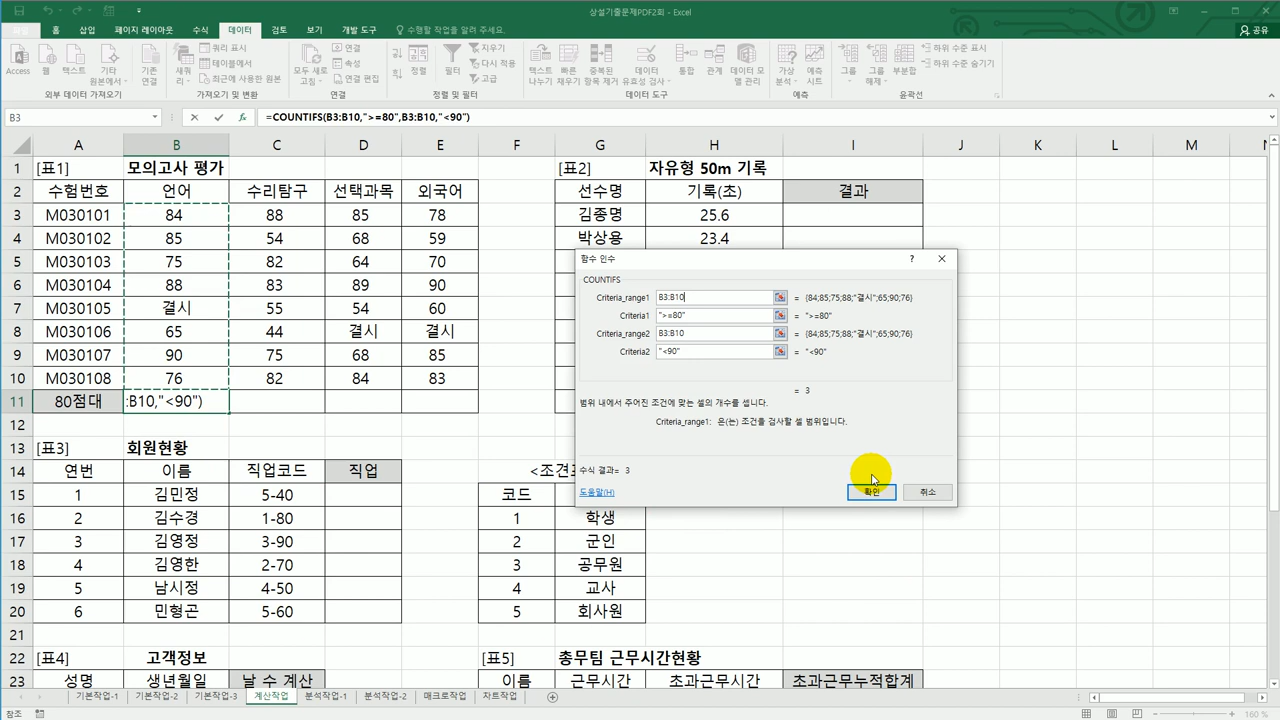 상설기출문제PDF2회 - Excel
홈 삽입 페이지 레이아웃 수식 데이터 검토 보기 개발 도구 수행할 작업을 알려 주세요. 공유
Access 웹 텍스트 기타 원본에서 기존 연결 새 쿼리 쿼리 표시 테이블에서 최근에 사용한 원본 모두 새로 고침 연결 속성 연결 편집 정렬 필터 지우기 다시 적용 고급 텍스트 나누기 빠른 채우기 중복된 항목 제거 데이터 유효성 검사 통합 관계 데이터 모델 관리 가상 분석 예측 시트 그룹 그룹 해제 부분합 하위 수준 표시 하위 수준 숨기기
외부 데이터 가져오기 가져오기 및 변환 연결 정렬 및 필터 데이터 도구 예측 윤곽선
B3 =COUNTIFS(B3:B10,">=80",B3:B10,"<90")
A B C D E F G H I J K L M
1 [표1] 모의고사 평가 [표2] 자유형 50m 기록
2 수험번호 언어 수리탐구 선택과목 외국어 선수명 기록(초) 결과
3 M030101 84 88 85 78 김종명 25.6
4 M030102 85 54 68 59 박상용 23.4
5 M030103 75 82 64 70
6 M030104 88 83 89 90
7 M030105 결시 55 54 60
8 M030106 65 44 결시 결시
9 M030107 90 75 68 85
10 M030108 76 82 84 83
11 80점대 :B10,"<90")
함수 인수
COUNTIFS
Criteria_range1 B3:B10 = {84;85;75;88;"결시";65;90;76}
Criteria1 ">=80" = ">=80"
Criteria_range2 B3:B10 = {84;85;75;88;"결시";65;90;76}
Criteria2 "<90" = "<90"
= 3
범위 내에서 주어진 조건에 맞는 셀의 개수를 셉니다.
Criteria_range1: 은(는) 조건을 검사할 셀 범위입니다.
수식 결과= 3
도움말(H) 확인 취소
12
13 [표3] 회원현황
14 연번 이름 직업코드 직업 <조건
15 1 김민정 5-40 코드
16 2 김수경 1-80 1 학생
17 3 김영정 3-90 2 군인
18 4 김영한 2-70 3 공무원
19 5 남시정 4-50 4 교사
20 6 민형곤 5-60 5 회사원
21
22 [표4] 고객정보 [표5] 총무팀 근무시간현황
23 성명 생년월일 날 수 계산 이름 근무시간 초과근무시간 초과근무누적합계
기본작업-1 기본작업-2 기본작업-3 계산작업 분석작업-1 분석작업-2 매크로작업 차트작업
참조 160 %